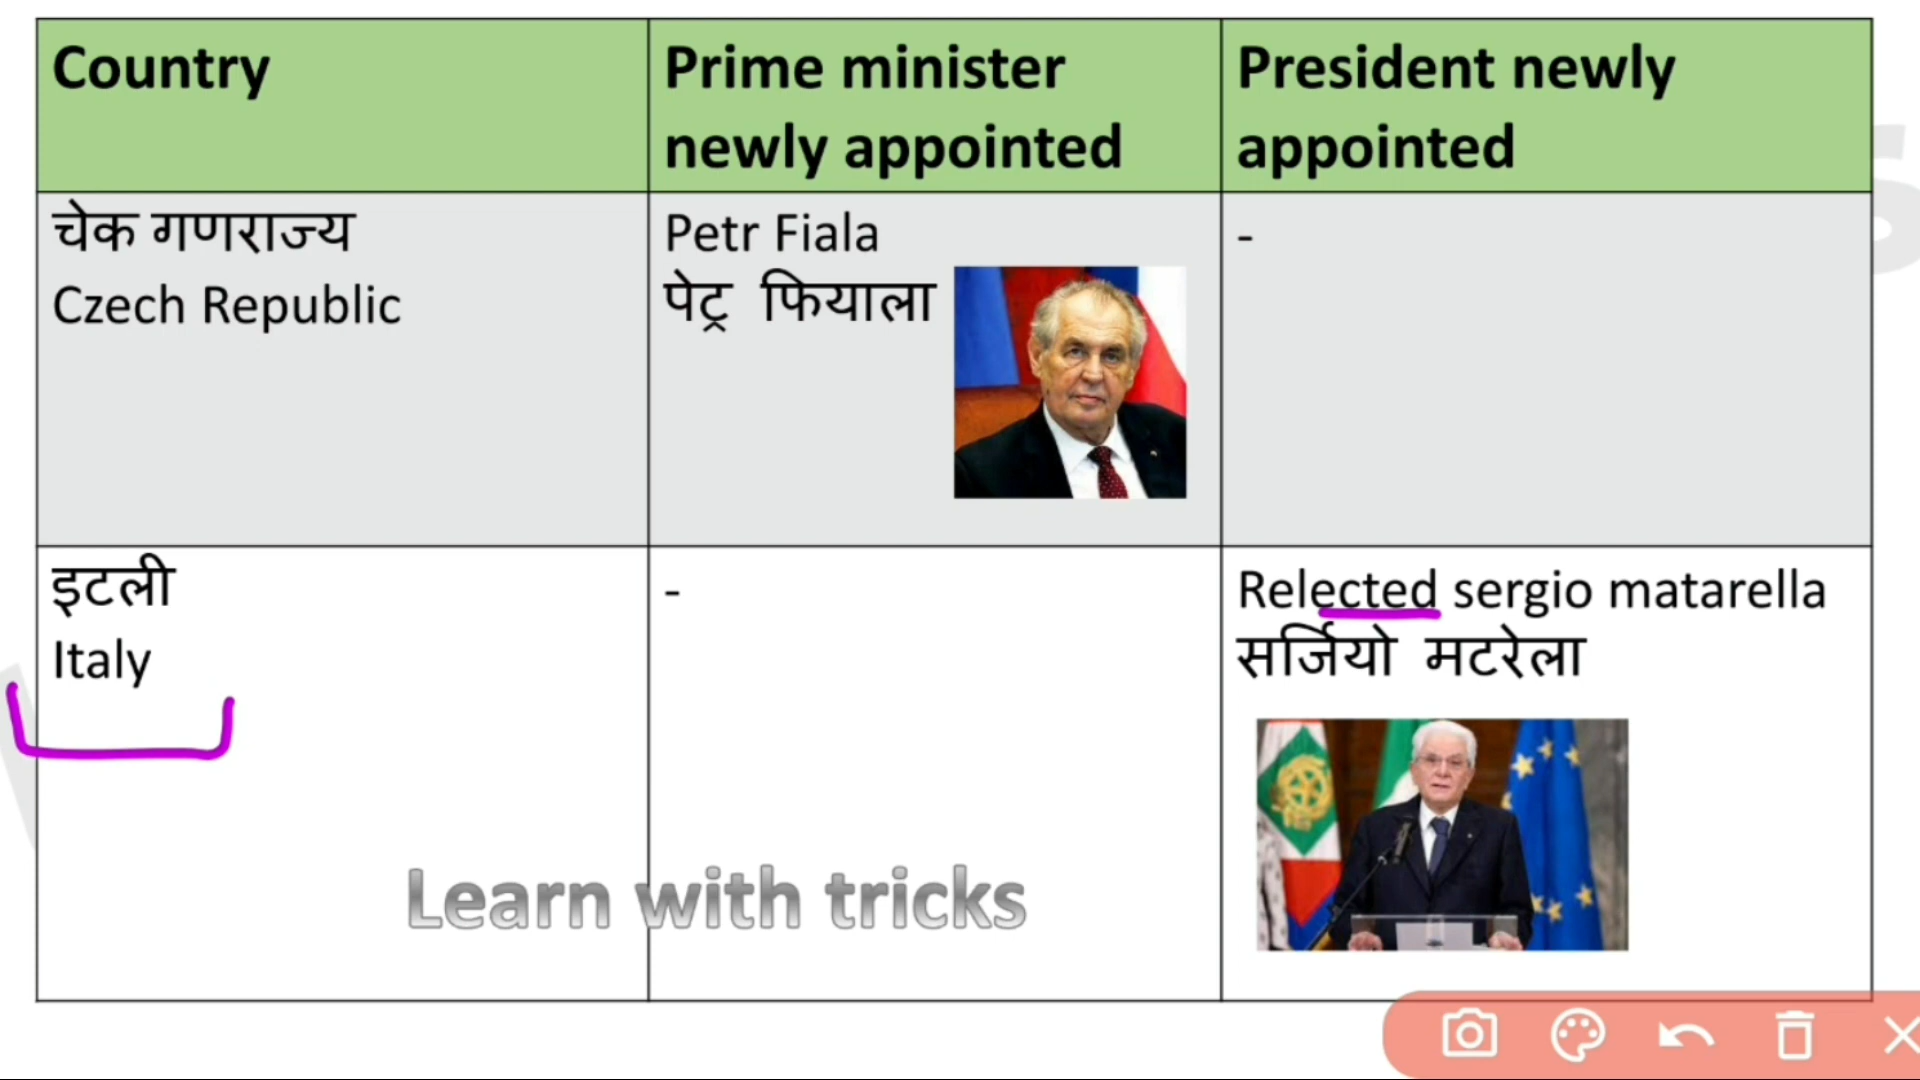 Country
Prime minister
newly appointed
President newly
appointed
चेक गणराज्य
Czech Republic
Petr Fiala
पेट्र फियाला
-
इटली
Italy
-
Relected sergio matarella
सर्जियो मटरेला
Learn with tricks